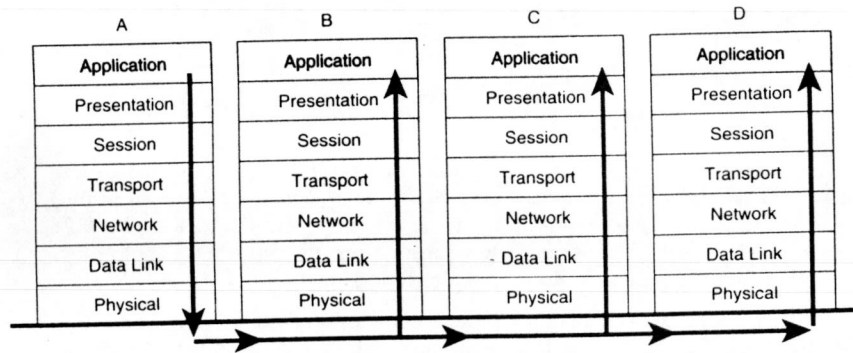 A B C D
Application Application Application Application
Presentation Presentation Presentation Presentation
Session Session Session Session
Transport Transport Transport Transport
Network Network Network Network
Data Link Data Link Data Link Data Link
Physical Physical Physical Physical